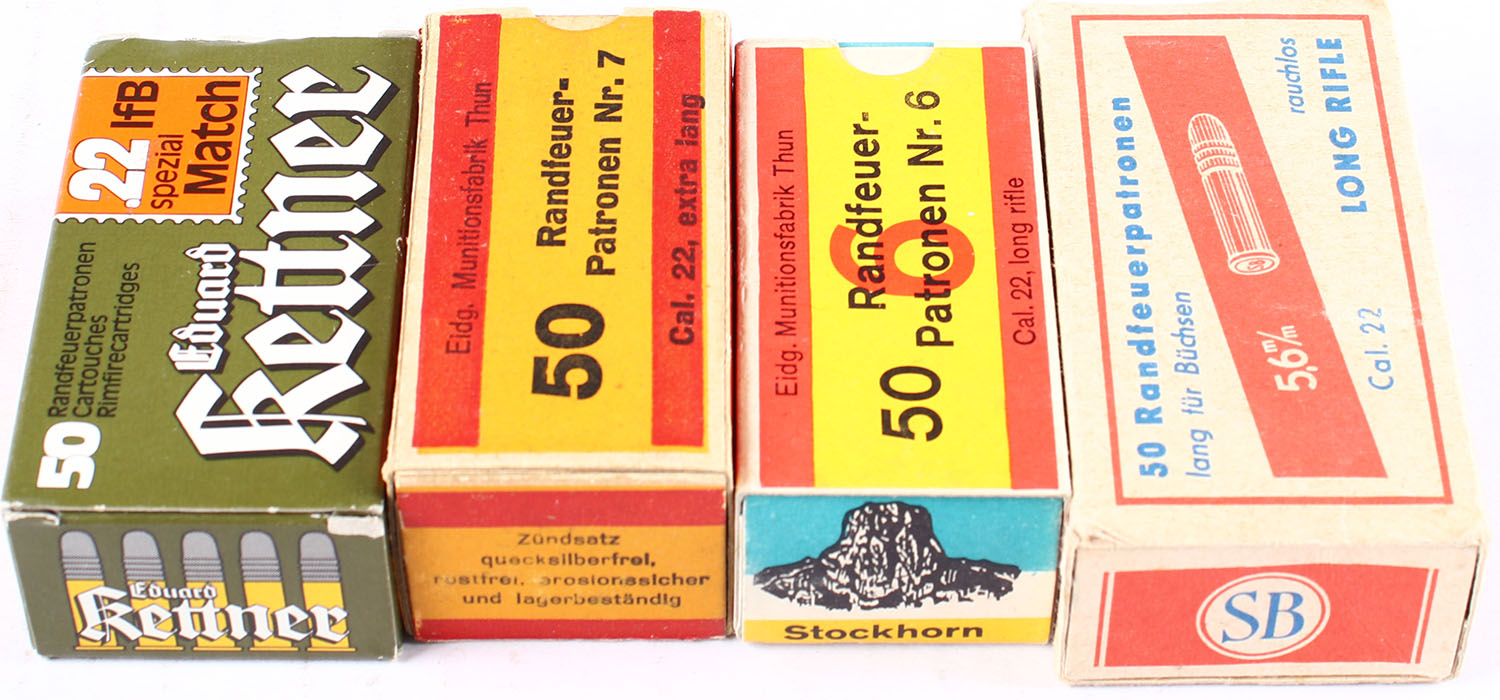 50
Randfeuerpatronen
Cartouches
Rimfirecartridges
.22 lfB
spezial
Match
Eduard
Kettner
Eduard
Kettner
Eidg. Munitionsfabrik Thun
50
Randfeuer-
Patronen Nr. 7
Cal. 22, extra lang
Zündsatz
quecksilberfrei,
rostfrei, erosionssicher
und lagerbeständig
Eidg. Munitionsfabrik Thun
50
6
Randfeuer-
Patronen Nr. 6
Cal. 22, long rifle
Stockhorn
50 Randfeuerpatronen
lang für Büchsen
5,6 m/m
rauchlos
Cal. 22 LONG RIFLE
SB